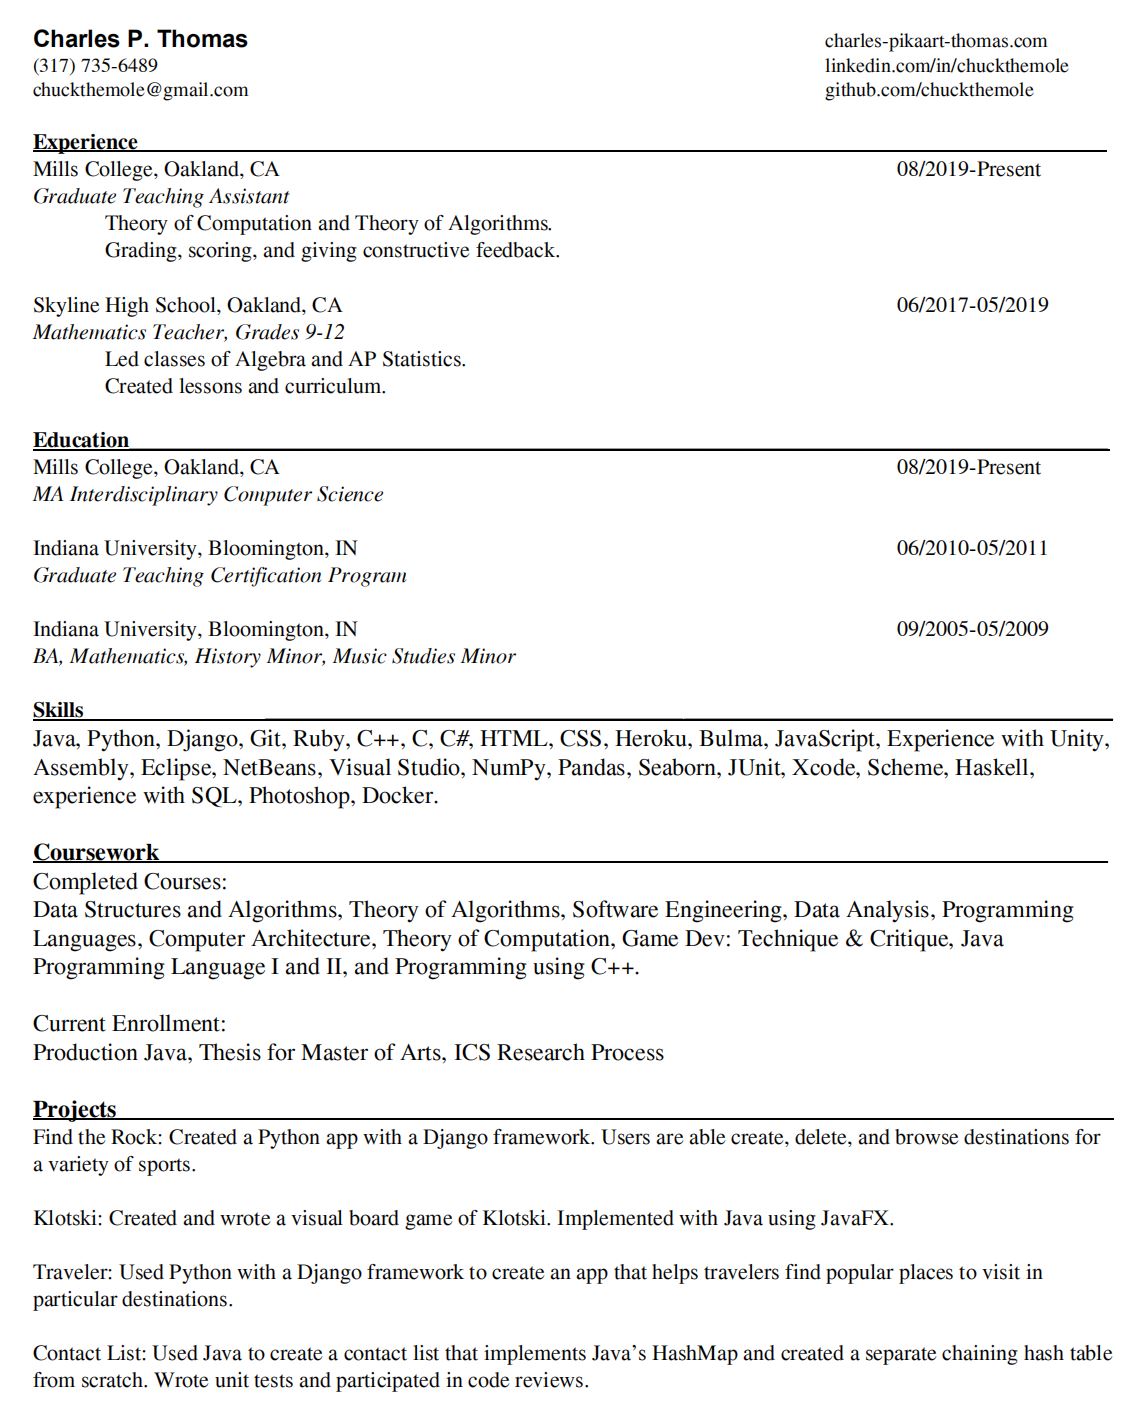 Charles P. Thomas
charles-pikaart-thomas.com
(317) 735-6489
linkedin.com/in/chuckthemole
chuckthemole@gmail.com
github.com/chuckthemole
Experience
Mills College, Oakland, CA 08/2019-Present
Graduate Teaching Assistant
Theory of Computation and Theory of Algorithms.
Grading, scoring, and giving constructive feedback.
Skyline High School, Oakland, CA 06/2017-05/2019
Mathematics Teacher, Grades 9-12
Led classes of Algebra and AP Statistics.
Created lessons and curriculum.
Education
Mills College, Oakland, CA 08/2019-Present
MA Interdisciplinary Computer Science
Indiana University, Bloomington, IN 06/2010-05/2011
Graduate Teaching Certification Program
Indiana University, Bloomington, IN 09/2005-05/2009
BA, Mathematics, History Minor, Music Studies Minor
Skills
Java, Python, Django, Git, Ruby, C++, C, C#, HTML, CSS, Heroku, Bulma, JavaScript, Experience with Unity,
Assembly, Eclipse, NetBeans, Visual Studio, NumPy, Pandas, Seaborn, JUnit, Xcode, Scheme, Haskell,
experience with SQL, Photoshop, Docker.
Coursework
Completed Courses:
Data Structures and Algorithms, Theory of Algorithms, Software Engineering, Data Analysis, Programming
Languages, Computer Architecture, Theory of Computation, Game Dev: Technique & Critique, Java
Programming Language I and II, and Programming using C++.
Current Enrollment:
Production Java, Thesis for Master of Arts, ICS Research Process
Projects
Find the Rock: Created a Python app with a Django framework. Users are able create, delete, and browse destinations for
a variety of sports.
Klotski: Created and wrote a visual board game of Klotski. Implemented with Java using JavaFX.
Traveler: Used Python with a Django framework to create an app that helps travelers find popular places to visit in
particular destinations.
Contact List: Used Java to create a contact list that implements Java's HashMap and created a separate chaining hash table
from scratch. Wrote unit tests and participated in code reviews.